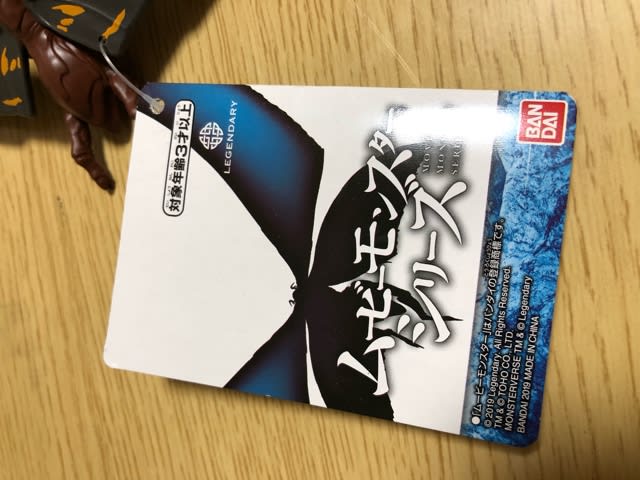 対象年齢3才以上
LEGENDARY
ムービーモンスター
シリーズ
MOVIE
MONSTER
SERIES
BAN
DAI
●「ムービーモンスター」はバンダイの登録商標です。
© 2019 Legendary. All Rights Reserved.
TM & © TOHO CO., LTD.
MONSTERVERSE TM & © Legendary
BANDAI 2019 MADE IN CHINA